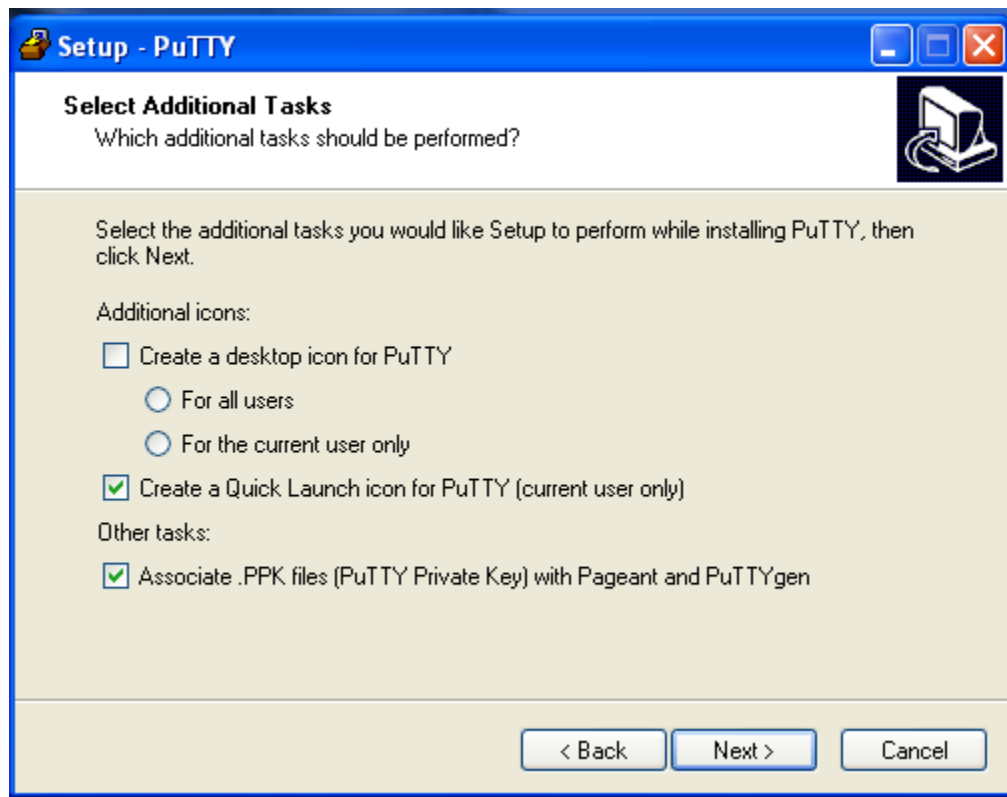 Setup - PuTTY
Select Additional Tasks
Which additional tasks should be performed?
Select the additional tasks you would like Setup to perform while installing PuTTY, then
click Next.
Additional icons:
Create a desktop icon for PuTTY
For all users
For the current user only
Create a Quick Launch icon for PuTTY (current user only)
Other tasks:
Associate .PPK files (PuTTY Private Key) with Pageant and PuTTYgen
< Back
Next >
Cancel